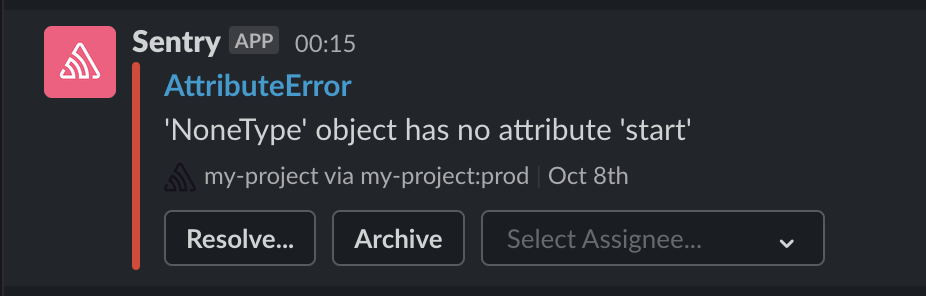 Sentry APP 00:15
AttributeError
'NoneType' object has no attribute 'start'
my-project via my-project:prod | Oct 8th
Resolve... Archive Select Assignee...